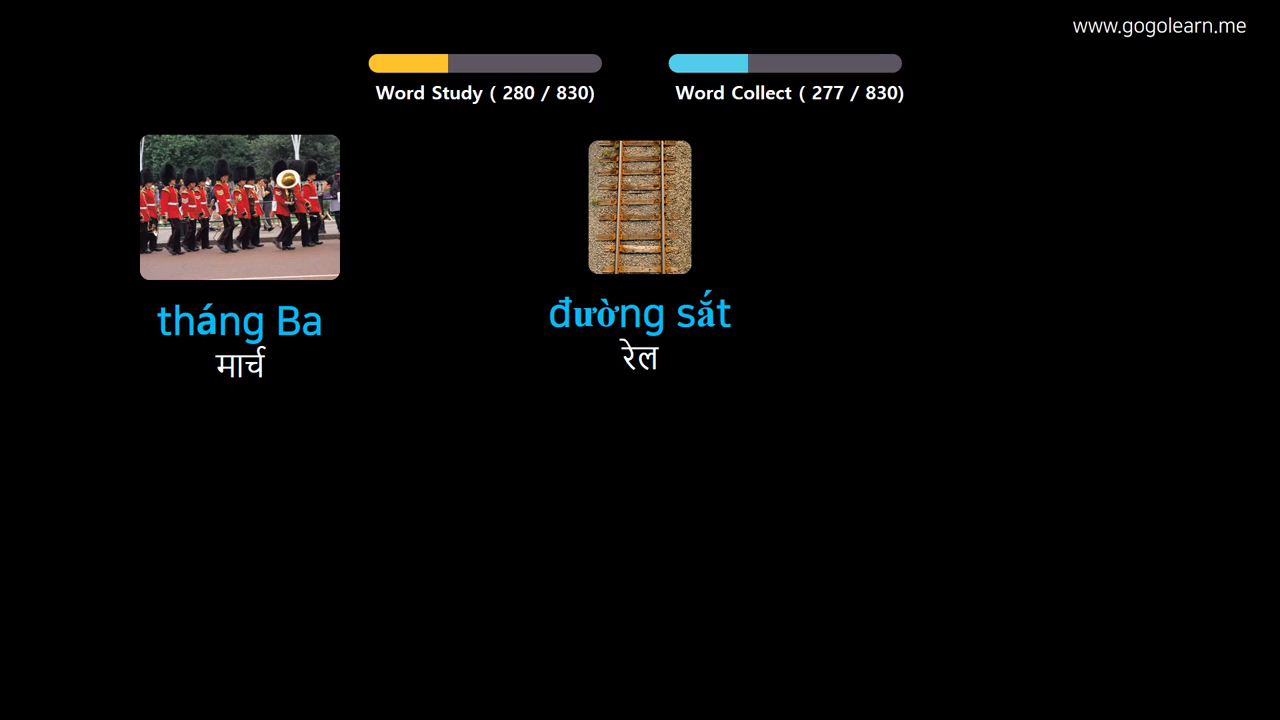 www.gogolearn.me
Word Study ( 280 / 830)
Word Collect ( 277 / 830)
tháng Ba
मार्च
đường sắt
रेल